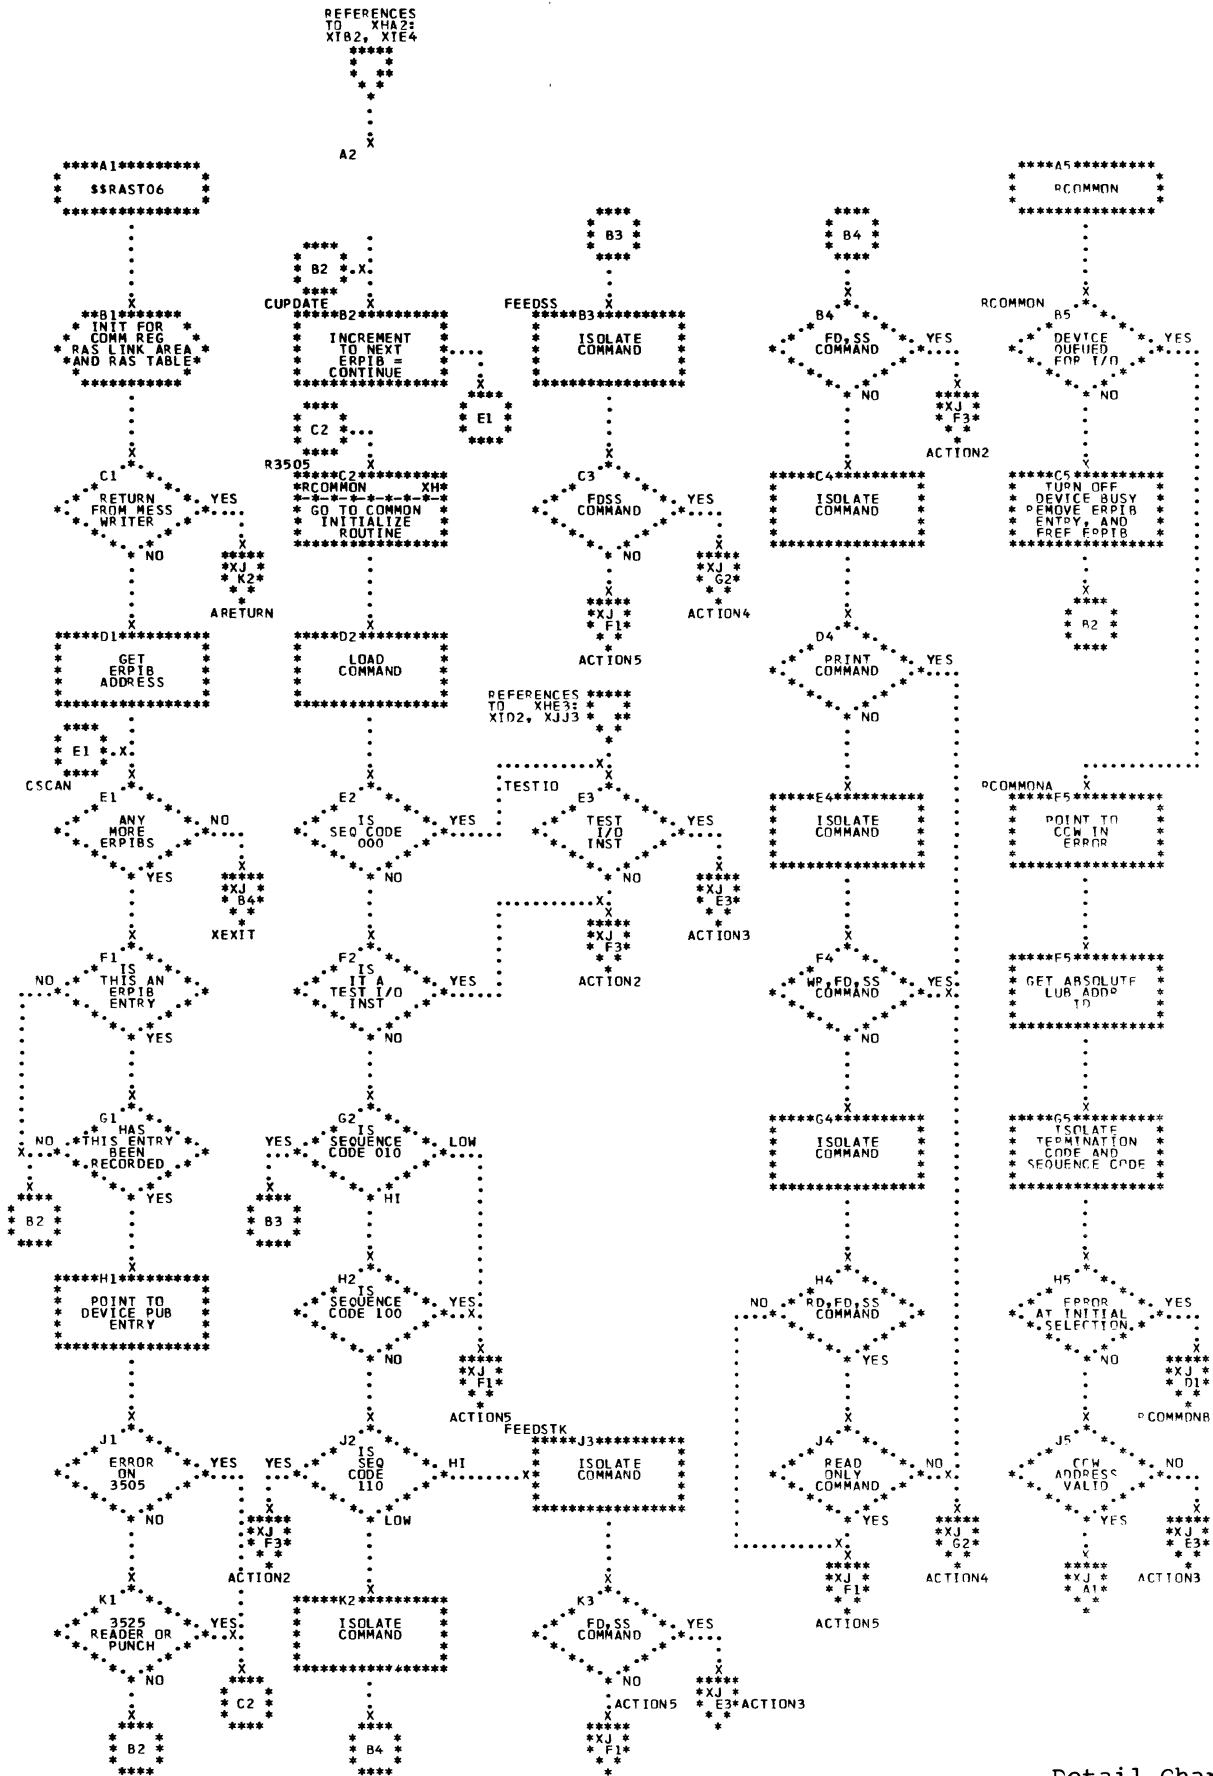 REFERENCES
TO XHA2:
XIB2, XIE4
A2
A1
$$RAST06
B1
INIT FOR
COMM REG
RAS LINK AREA
AND RAS TABLE
C1
RETURN
FROM MESS
WRITER
YES
NO
XJ
K2
ARETURN
D1
GET
ERPIB
ADDRESS
E1
CSCAN
E1
ANY
MORE
ERPIBS
NO
YES
XJ
B4
XEXIT
F1
IS
THIS AN
ERPIB
ENTRY
NO
YES
G1
HAS
THIS ENTRY
BEEN
RECORDED
NO
YES
B2
H1
POINT TO
DEVICE PUB
ENTRY
J1
ERROR
ON
3505
YES
NO
K1
3525
READER OR
PUNCH
YES
NO
C2
B2
B2
CUPDATE
B2
INCREMENT
TO NEXT
ERPIB =
CONTINUE
E1
C2
R3505
C2
RCOMMON XH
GO TO COMMON
INITIALIZE
ROUTINE
D2
LOAD
COMMAND
E2
IS
SEQ CODE
000
YES
NO
F2
IS
IT A
TEST I/O
INST
YES
NO
G2
IS
SEQUENCE
CODE 010
YES
LOW
HI
B3
H2
IS
SEQUENCE
CODE 100
YES
NO
XJ
F1
ACTION5
J2
IS
SEQ
CODE
110
YES
HI
LOW
XJ
F3
ACTION2
K2
ISOLATE
COMMAND
B4
B3
FEEDSS
B3
ISOLATE
COMMAND
C3
FDSS
COMMAND
YES
NO
XJ
G2
ACTION4
XJ
F1
ACTION5
REFERENCES
TO XHE3:
XID2, XJJ3
TESTIO
E3
TEST
I/O
INST
YES
NO
XJ
E3
ACTION3
XJ
F3
ACTION2
FEEDSTK
J3
ISOLATE
COMMAND
K3
FD,SS
COMMAND
YES
NO
ACTION5
XJ
E3
ACTION3
XJ
F1
B4
B4
FD,SS
COMMAND
YES
NO
XJ
F3
ACTION2
C4
ISOLATE
COMMAND
D4
PRINT
COMMAND
YES
NO
E4
ISOLATE
COMMAND
F4
WP,FD,SS
COMMAND
YES
NO
G4
ISOLATE
COMMAND
H4
RD,FD,SS
COMMAND
NO
YES
J4
READ
ONLY
COMMAND
NO
YES
XJ
G2
ACTION4
XJ
F1
ACTION5
A5
RCOMMON
RCOMMON
B5
DEVICE
QUEUED
FOR I/O
YES
NO
C5
TURN OFF
DEVICE BUSY
REMOVE ERPIB
ENTRY, AND
FREE ERPIB
B2
RCOMMONA
E5
POINT TO
CCW IN
ERROR
F5
GET ABSOLUTE
LUB ADDR
ID
G5
ISOLATE
TERMINATION
CODE AND
SEQUENCE CODE
H5
ERROR
AT INITIAL
SELECTION
YES
NO
XJ
D1
RCOMMONB
J5
CCW
ADDRESS
VALID
NO
YES
XJ
E3
ACTION3
XJ
A1